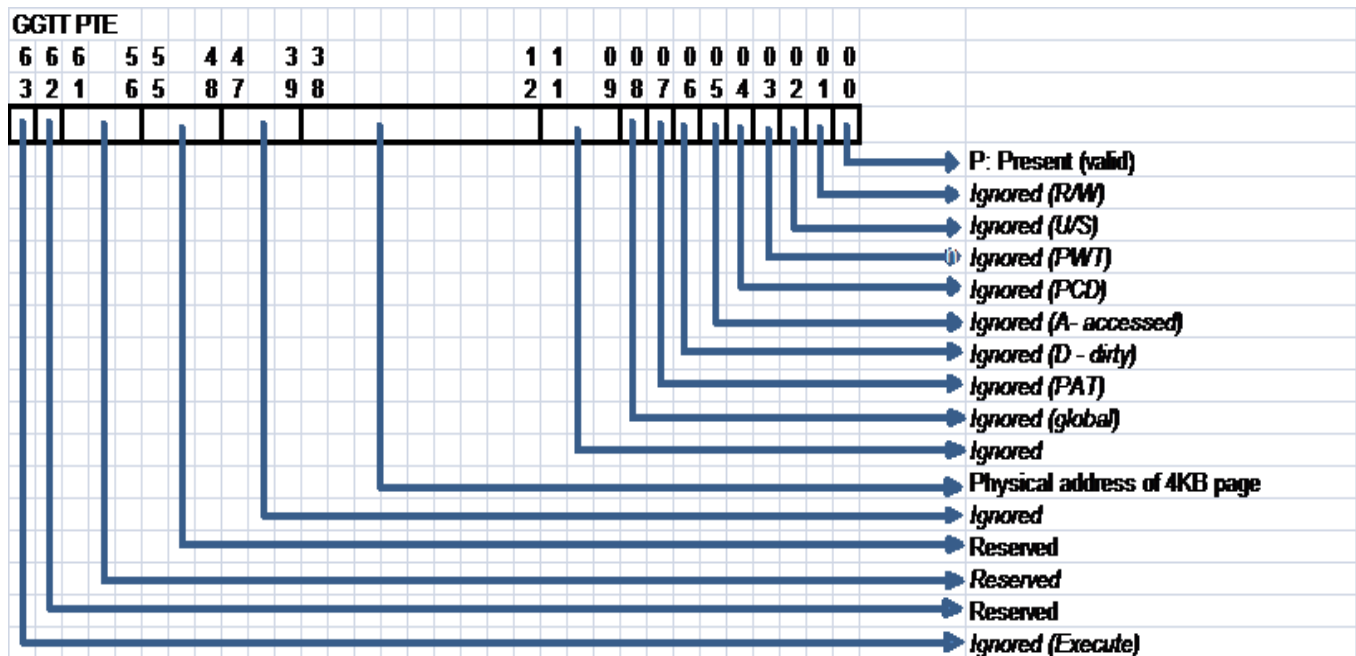 GGTT PTE
6 6 6 5 5 4 4 3 3 1 1 0 0 0 0 0 0 0 0 0 0
3 2 1 6 5 8 7 9 8 2 1 9 8 7 6 5 4 3 2 1 0
P: Present (valid)
Ignored (R/W)
Ignored (U/S)
Ignored (PWT)
Ignored (PCD)
Ignored (A- accessed)
Ignored (D - dirty)
Ignored (PAT)
Ignored (global)
Ignored
Physical address of 4KB page
Ignored
Reserved
Reserved
Reserved
Ignored (Execute)